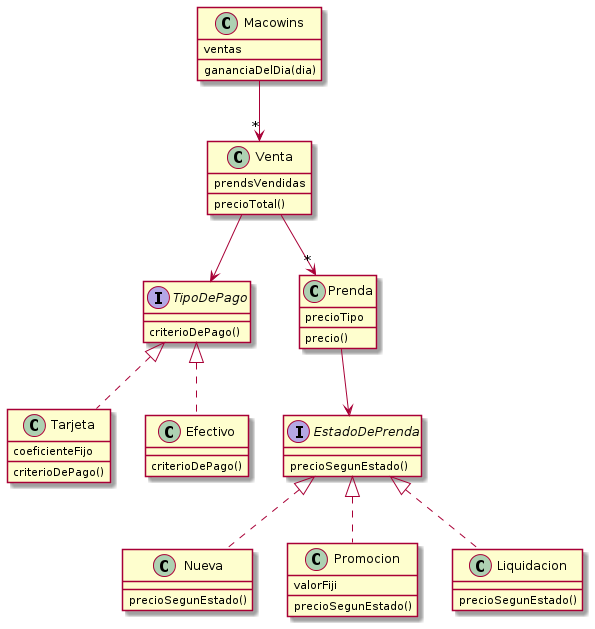 C Macowins
ventas
gananciaDelDia(dia)
*
C Venta
prendsVendidas
precioTotal()
*
I TipoDePago
criterioDePago()
C Prenda
precioTipo
precio()
C Tarjeta
coeficienteFijo
criterioDePago()
C Efectivo
criterioDePago()
I EstadoDePrenda
precioSegunEstado()
C Nueva
precioSegunEstado()
C Promocion
valorFiji
precioSegunEstado()
C Liquidacion
precioSegunEstado()